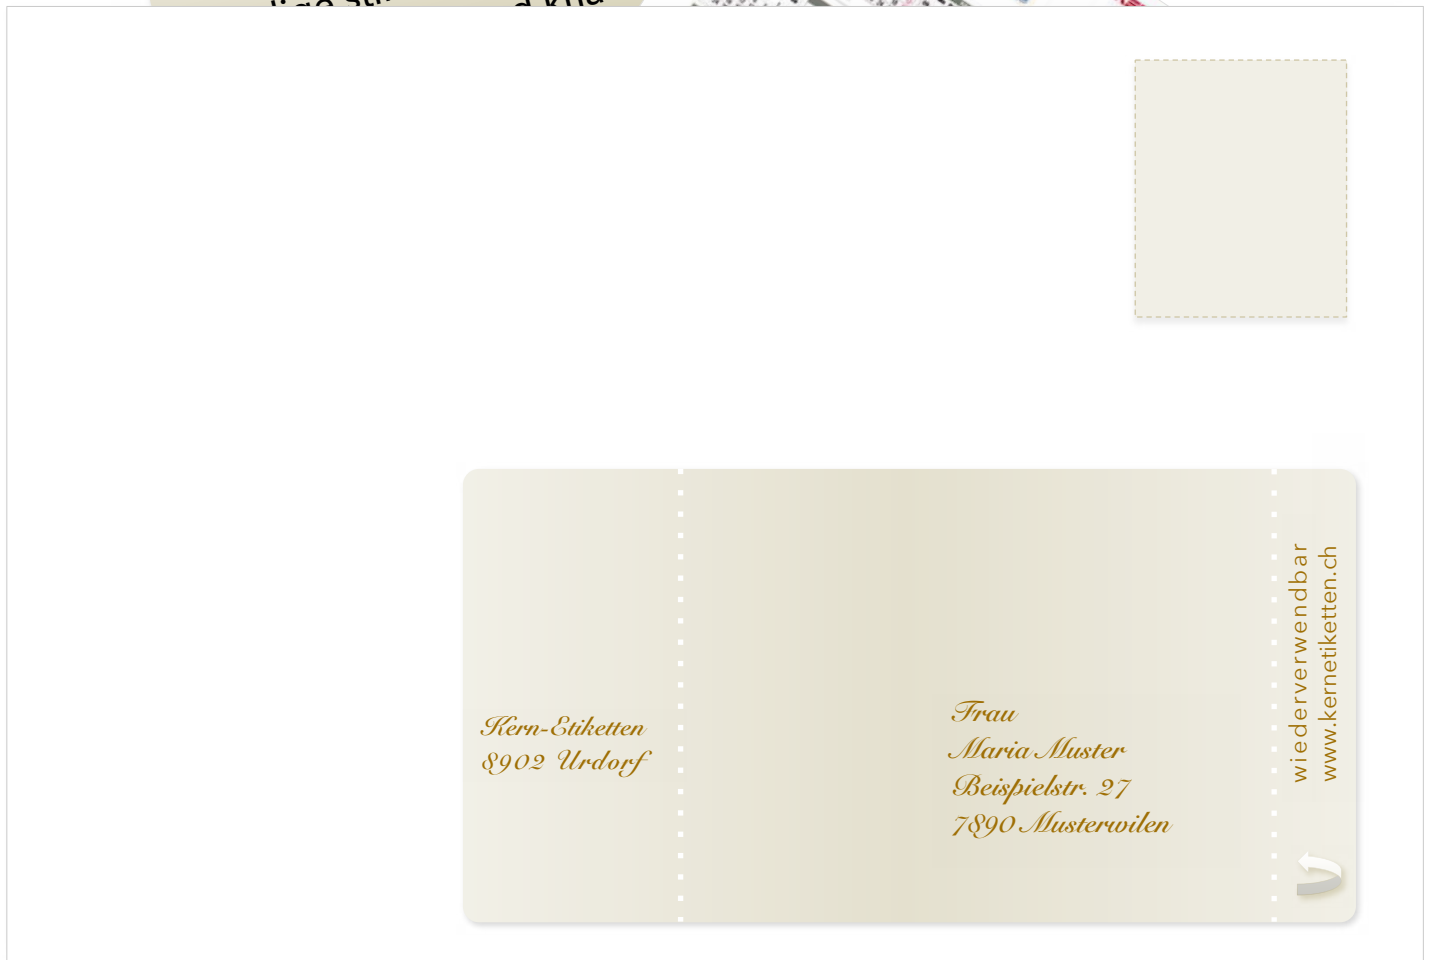 Kern-Etiketten
8902 Urdorf
Frau
Maria Muster
Beispielstr. 27
7890 Musterwilen
wiederverwendbar
www.kernetiketten.ch